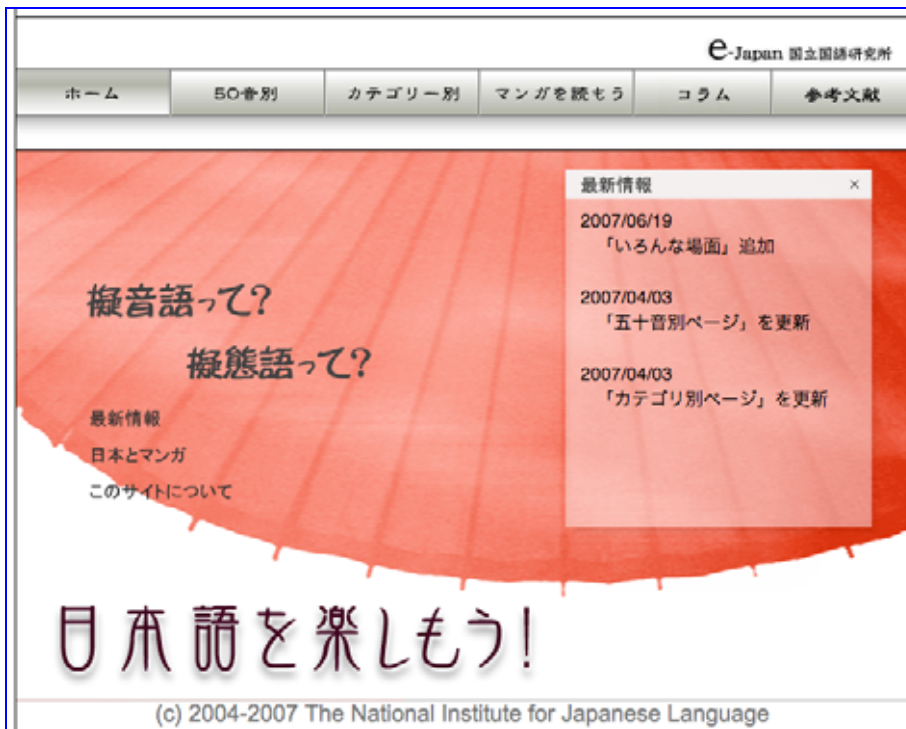 e-Japan 国立国語研究所
ホーム 50音別 カテゴリー別 マンガを読もう コラム 参考文献
擬音語って?
擬態語って?
最新情報
日本とマンガ
このサイトについて
最新情報 ×
2007/06/19
「いろんな場面」追加
2007/04/03
「五十音別ページ」を更新
2007/04/03
「カテゴリ別ページ」を更新
日本語を楽しもう!
(c) 2004-2007 The National Institute for Japanese Language